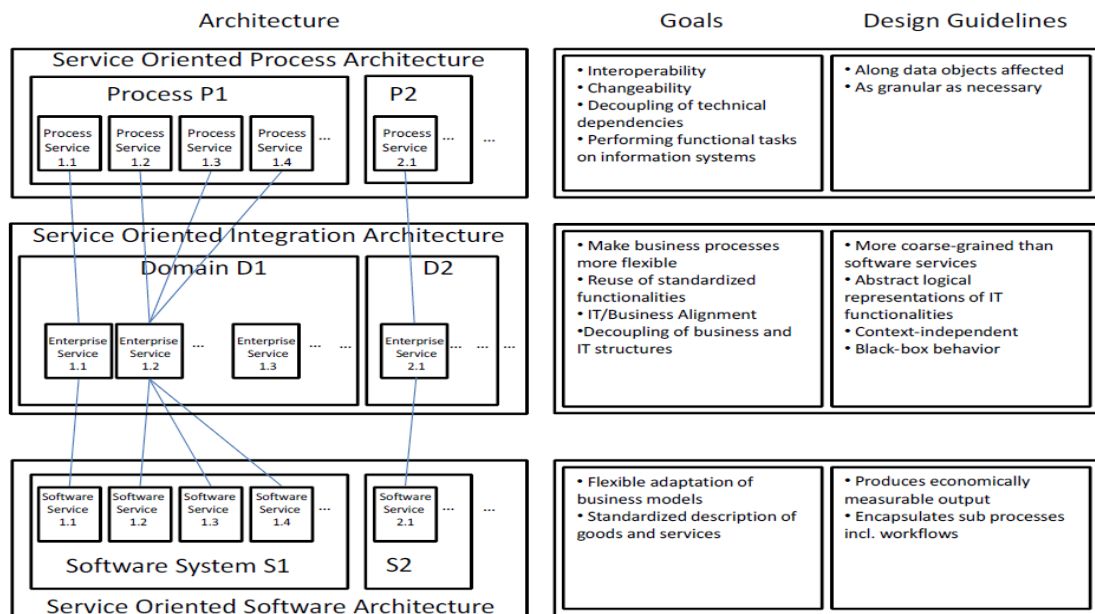 Architecture
Goals
Design Guidelines
Service Oriented Process Architecture
Process P1
P2
Process
Service
1.1
Process
Service
1.2
Process
Service
1.3
Process
Service
1.4
...
Process
Service
2.1
...
...
• Interoperability
• Changeability
• Decoupling of technical
dependencies
• Performing functional tasks
on information systems
• Along data objects affected
• As granular as necessary
Service Oriented Integration Architecture
Domain D1
D2
Enterprise
Service
1.1
Enterprise
Service
1.2
...
Enterprise
Service
1.3
...
...
Enterprise
Service
2.1
...
...
...
• Make business processes
more flexible
• Reuse of standardized
functionalities
• IT/Business Alignment
•Decoupling of business and
IT structures
• More coarse-grained than
software services
• Abstract logical
representations of IT
functionalities
• Context-independent
• Black-box behavior
Software
Service
1.1
Software
Service
1.2
Software
Service
1.3
Software
Service
1.4
...
Software
Service
2.1
...
...
Software System S1
S2
Service Oriented Software Architecture
• Flexible adaptation of
business models
• Standardized description of
goods and services
• Produces economically
measurable output
• Encapsulates sub processes
incl. workflows